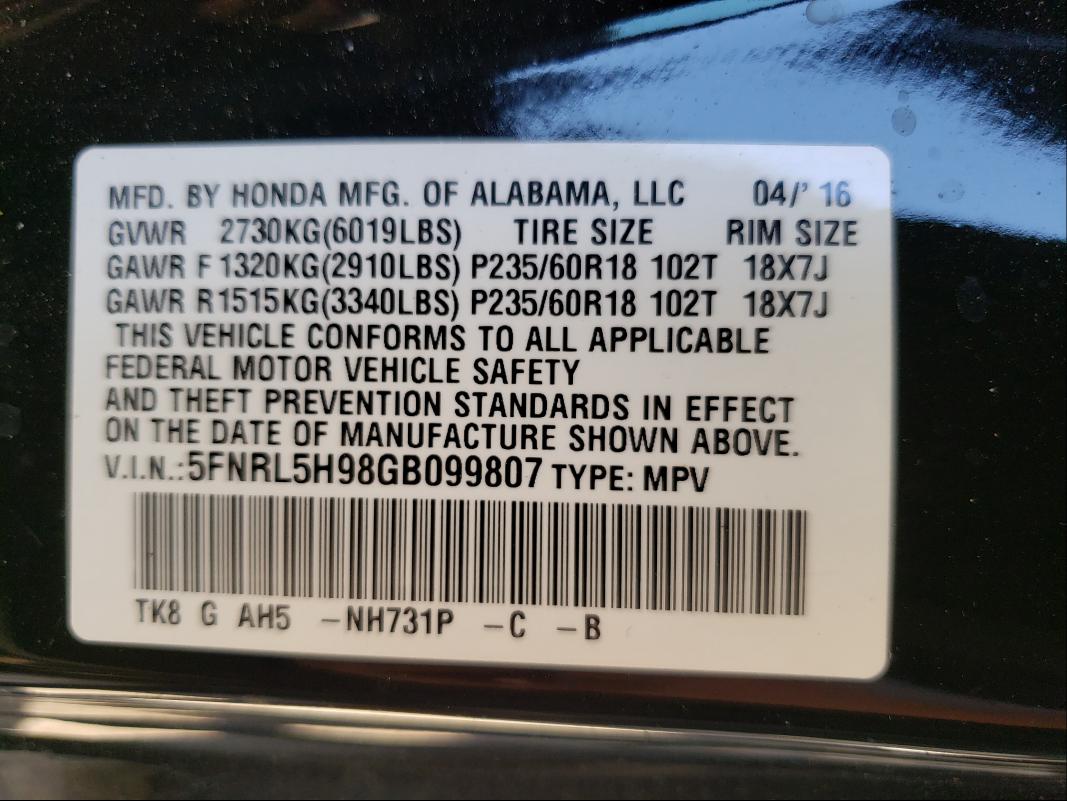 MFD. BY HONDA MFG. OF ALABAMA, LLC 04/' 16
GVWR 2730KG(6019LBS) TIRE SIZE RIM SIZE
GAWR F 1320KG(2910LBS) P235/60R18 102T 18X7J
GAWR R1515KG(3340LBS) P235/60R18 102T 18X7J
THIS VEHICLE CONFORMS TO ALL APPLICABLE
FEDERAL MOTOR VEHICLE SAFETY
AND THEFT PREVENTION STANDARDS IN EFFECT
ON THE DATE OF MANUFACTURE SHOWN ABOVE.
V.I.N.:5FNRL5H98GB099807 TYPE: MPV
TK8 G AH5 -NH731P -C -B